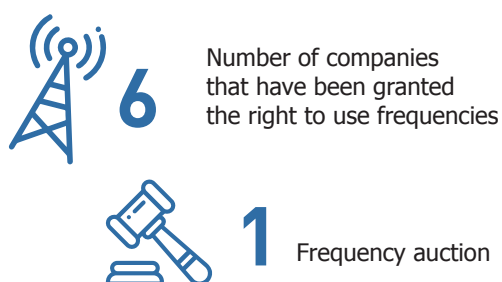 6
Number of companies
that have been granted
the right to use frequencies
1 Frequency auction